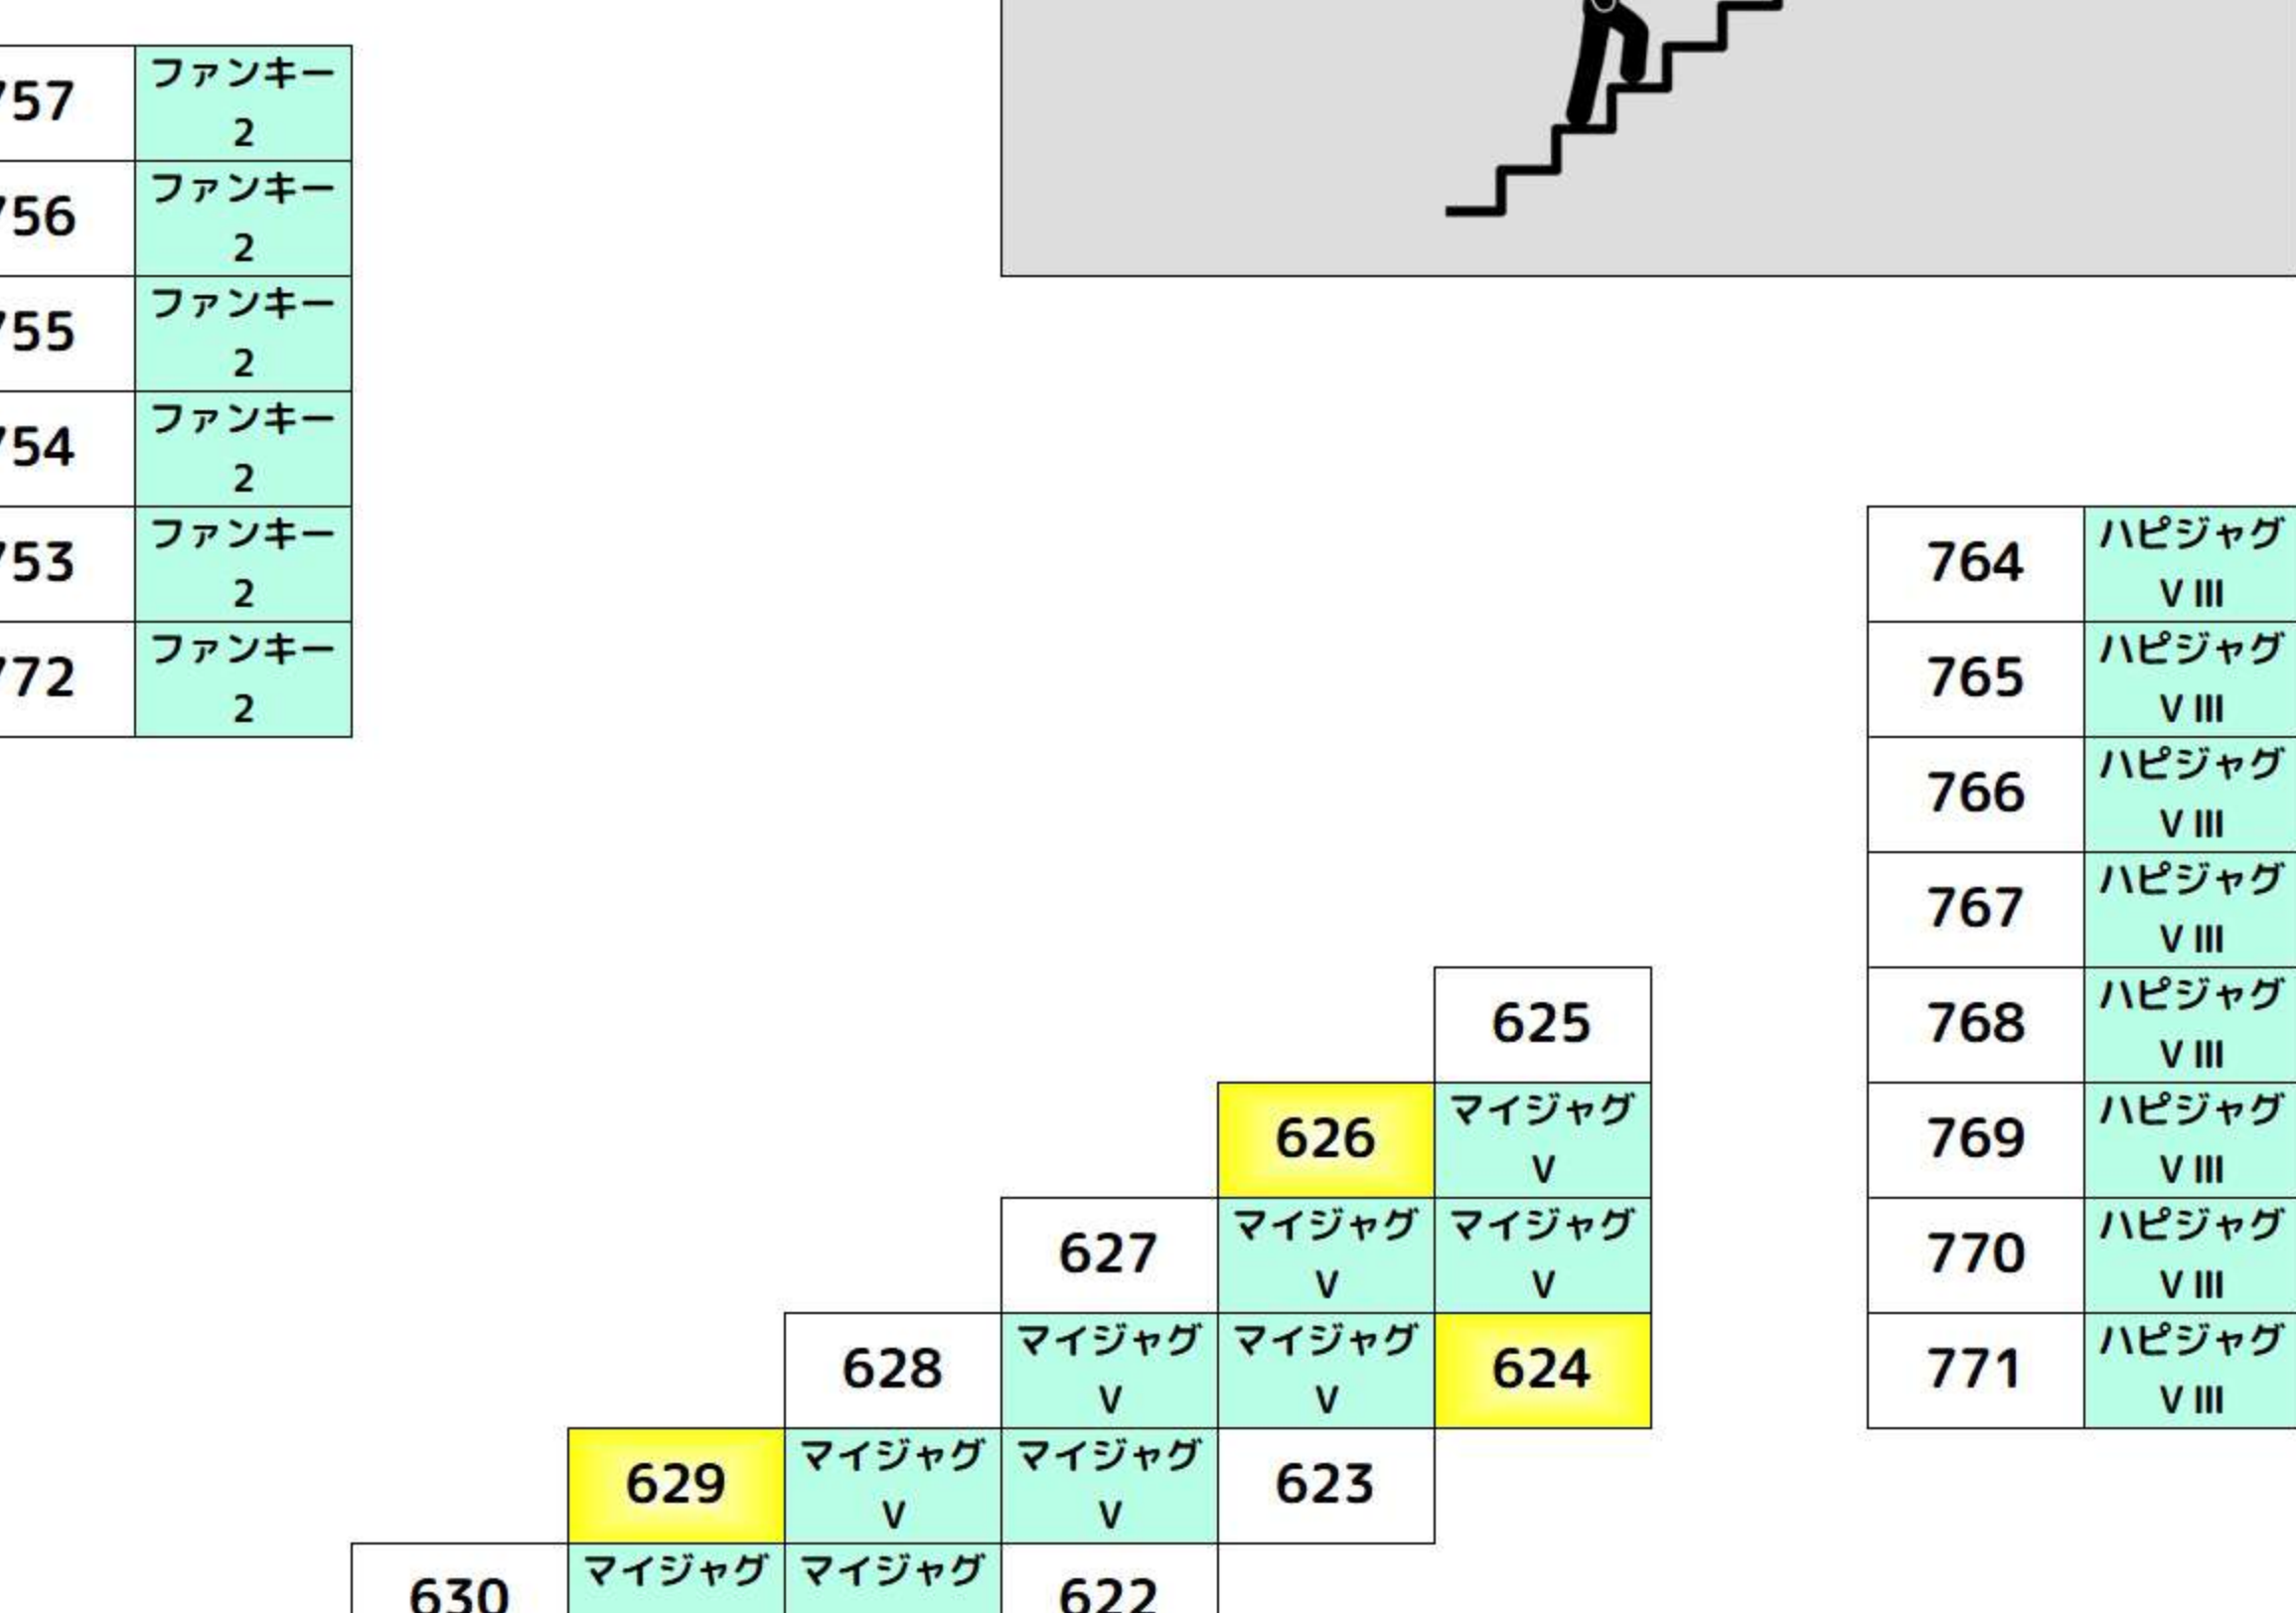 757 ファンキー
2
756 ファンキー
2
755 ファンキー
2
754 ファンキー
2
753 ファンキー
2
772 ファンキー
2
764 ハピジャグ
V III
765 ハピジャグ
V III
766 ハピジャグ
V III
767 ハピジャグ
V III
768 ハピジャグ
V III
769 ハピジャグ
V III
770 ハピジャグ
V III
771 ハピジャグ
V III
625
626 マイジャグ
V
627 マイジャグ マイジャグ
V V
628 マイジャグ マイジャグ 624
V V
629 マイジャグ マイジャグ 623
V V
630 マイジャグ マイジャグ 622